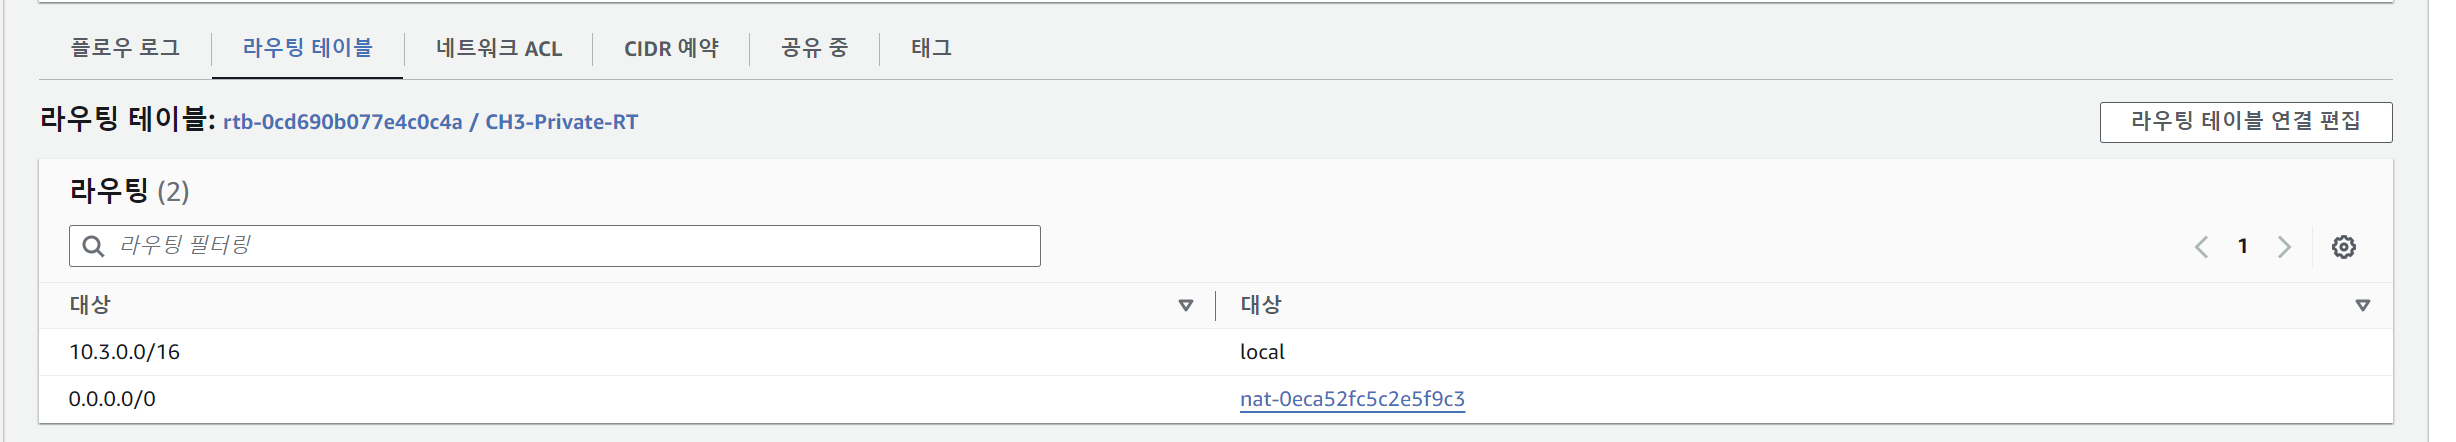 플로우 로그 라우팅 테이블 네트워크 ACL CIDR 예약 공유 중 태그
라우팅 테이블: rtb-0cd690b077e4c0c4a / CH3-Private-RT 라우팅 테이블 연결 편집
라우팅 (2)
라우팅 필터링 1
대상 대상
10.3.0.0/16 local
0.0.0.0/0 nat-0eca52fc5c2e5f9c3